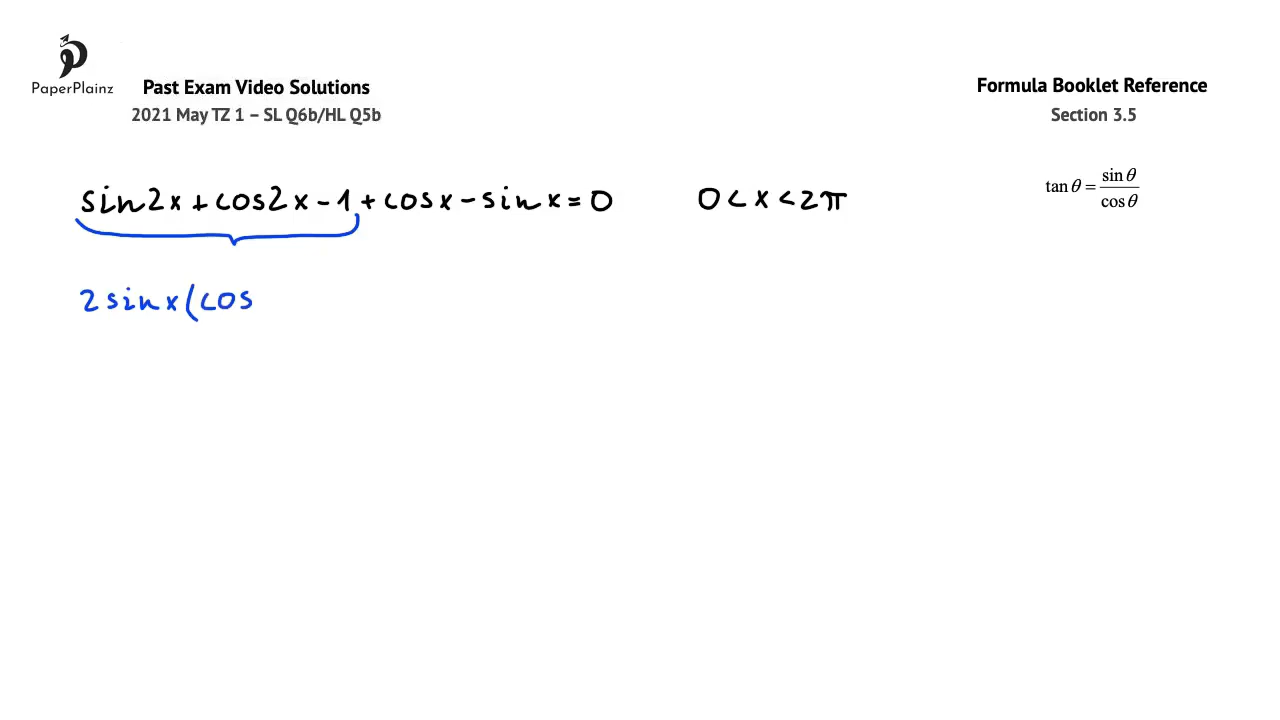 PaperPlainz
Past Exam Video Solutions
2021 May TZ 1 – SL Q6b/HL Q5b
Formula Booklet Reference
Section 3.5
tan θ = sin θ / cos θ
sin2x + cos2x - 1 + cosx - sinx = 0 0 < x < 2π
2sinx(cos